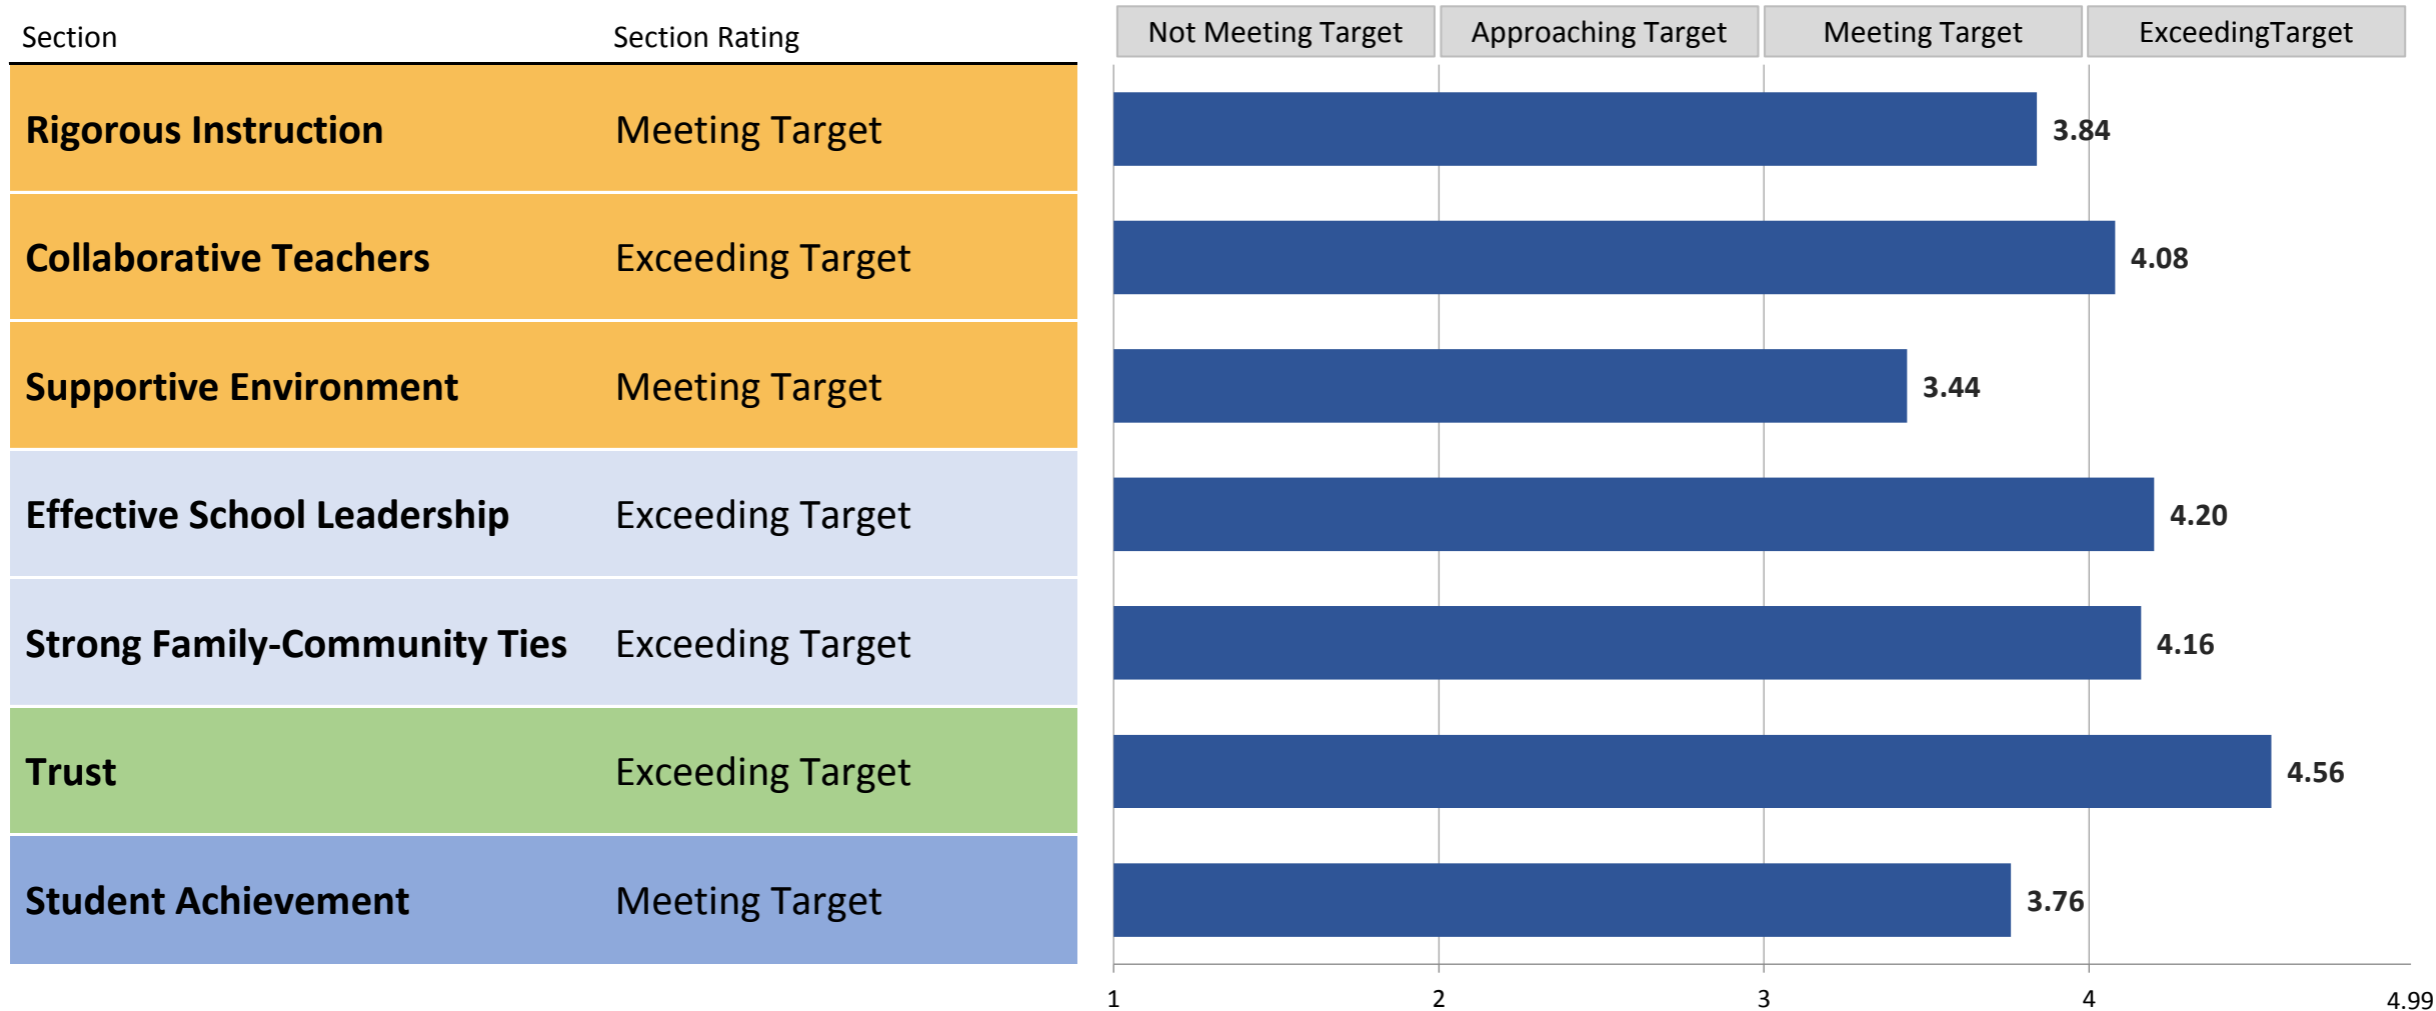 Section Section Rating Not Meeting Target Approaching Target Meeting Target ExceedingTarget
Rigorous Instruction Meeting Target 3.84
Collaborative Teachers Exceeding Target 4.08
Supportive Environment Meeting Target 3.44
Effective School Leadership Exceeding Target 4.20
Strong Family-Community Ties Exceeding Target 4.16
Trust Exceeding Target 4.56
Student Achievement Meeting Target 3.76
1 2 3 4 4.99